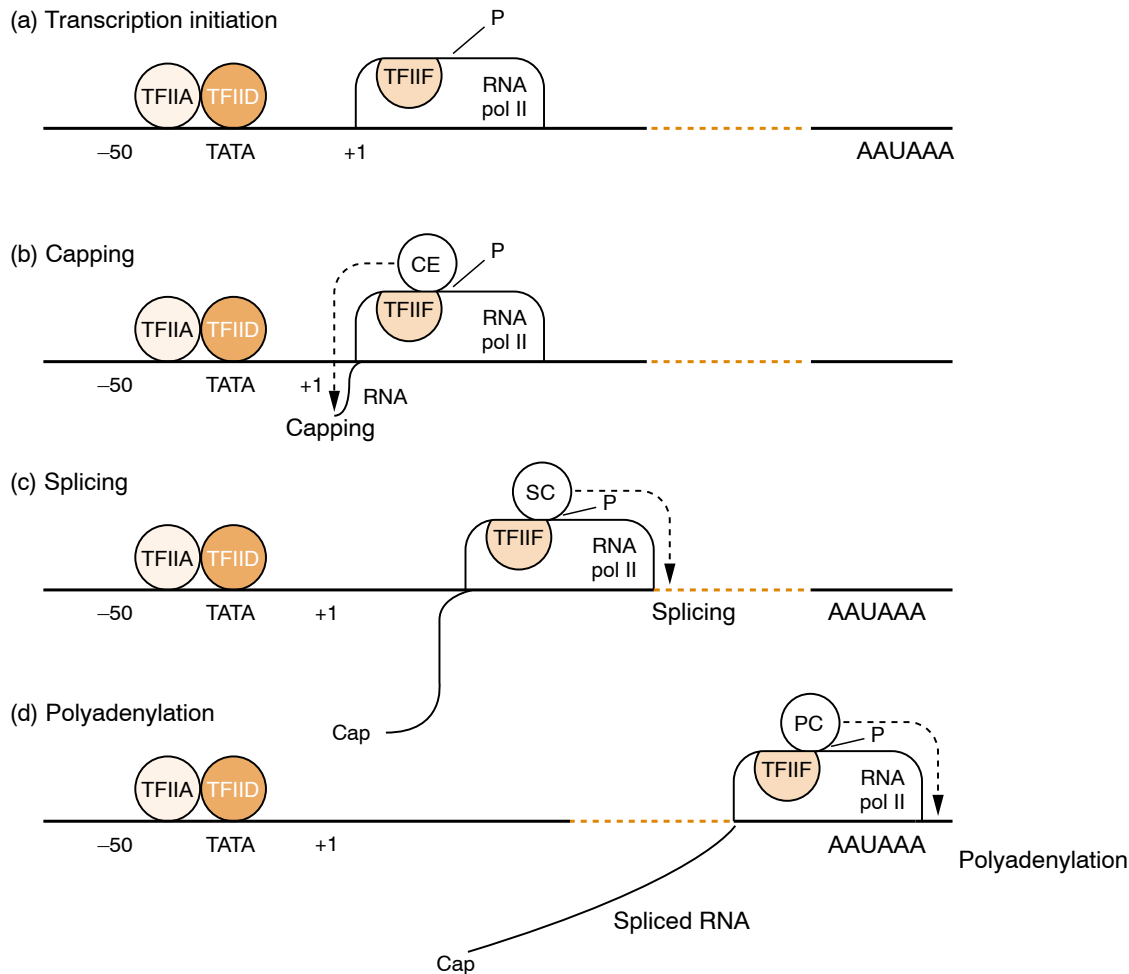 (a) Transcription initiation
P
TFIIA TFIID TFIIF RNA
pol II
–50 TATA +1 AAUAAA
(b) Capping
CE P
TFIIA TFIID TFIIF RNA
pol II
–50 TATA +1 RNA
Capping
(c) Splicing
SC P
TFIIA TFIID TFIIF RNA
pol II
–50 TATA +1 Splicing AAUAAA
Cap
(d) Polyadenylation
PC P
TFIIA TFIID TFIIF RNA
pol II
–50 TATA +1 AAUAAA
Polyadenylation
Spliced RNA
Cap